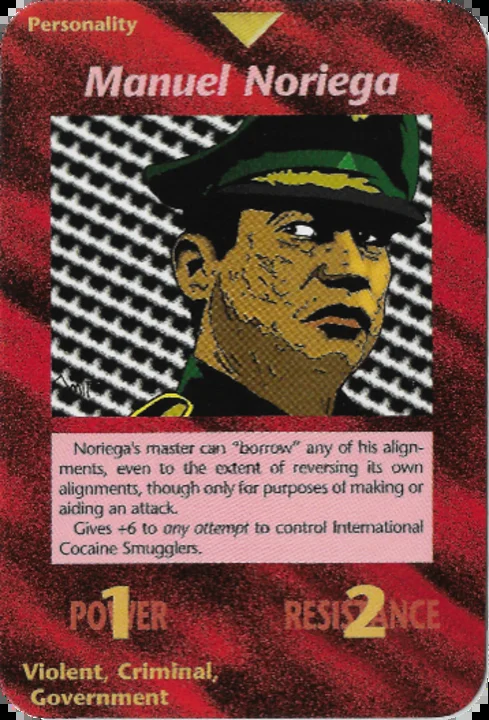 Personality
Manuel Noriega
Noriega's master can "borrow" any of his align-
ments, even to the extent of reversing its own
alignments, though only for purposes of making or
aiding an attack.
Gives +6 to any attempt to control International
Cocaine Smugglers.
POWER 1 RESISTANCE 2
Violent, Criminal,
Government